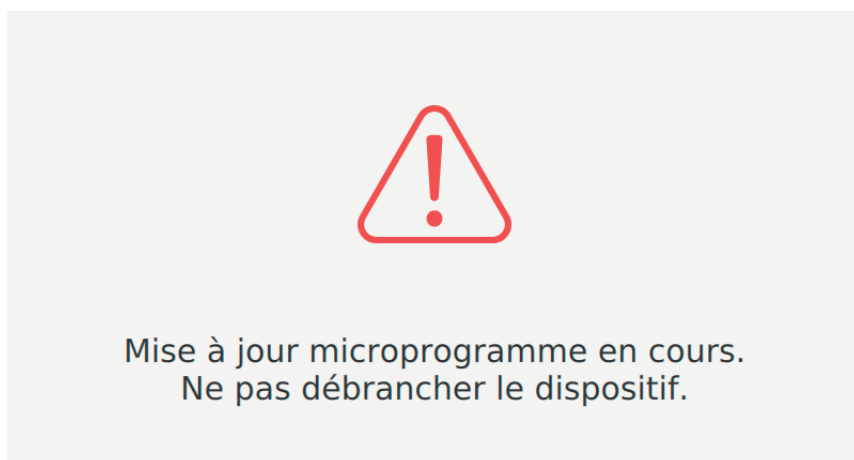 Mise à jour microprogramme en cours.
Ne pas débrancher le dispositif.